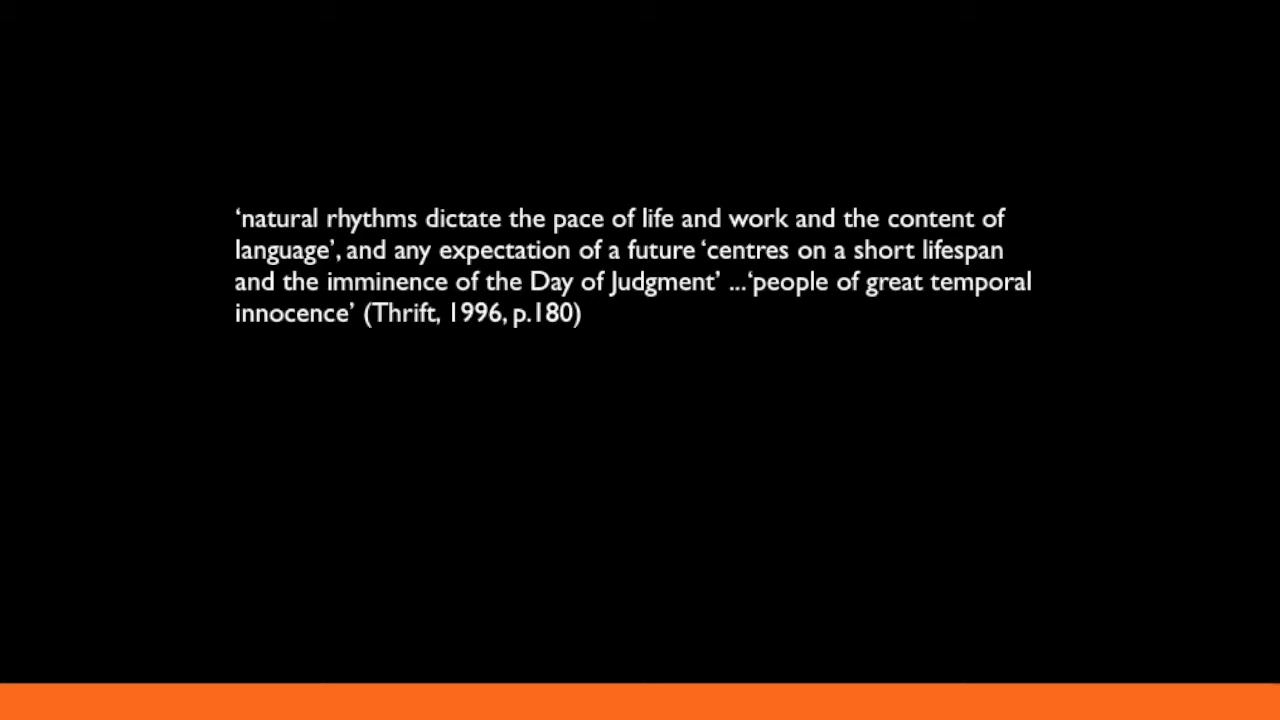 ‘natural rhythms dictate the pace of life and work and the content of
language’, and any expectation of a future ‘centres on a short lifespan
and the imminence of the Day of Judgment’ ...‘people of great temporal
innocence’ (Thrift, 1996, p.180)